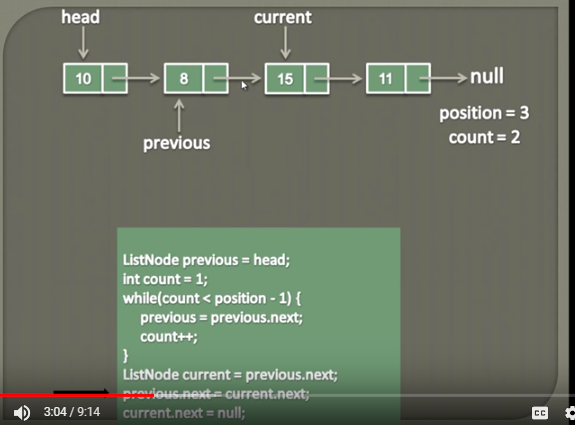 head
current
10
8
15
11
null
position = 3
count = 2
previous
ListNode previous = head;
int count = 1;
while(count < position - 1) {
previous = previous.next;
count++;
}
ListNode current = previous.next;
previous.next = current.next;
current.next = null;
3:04 / 9:14
CC